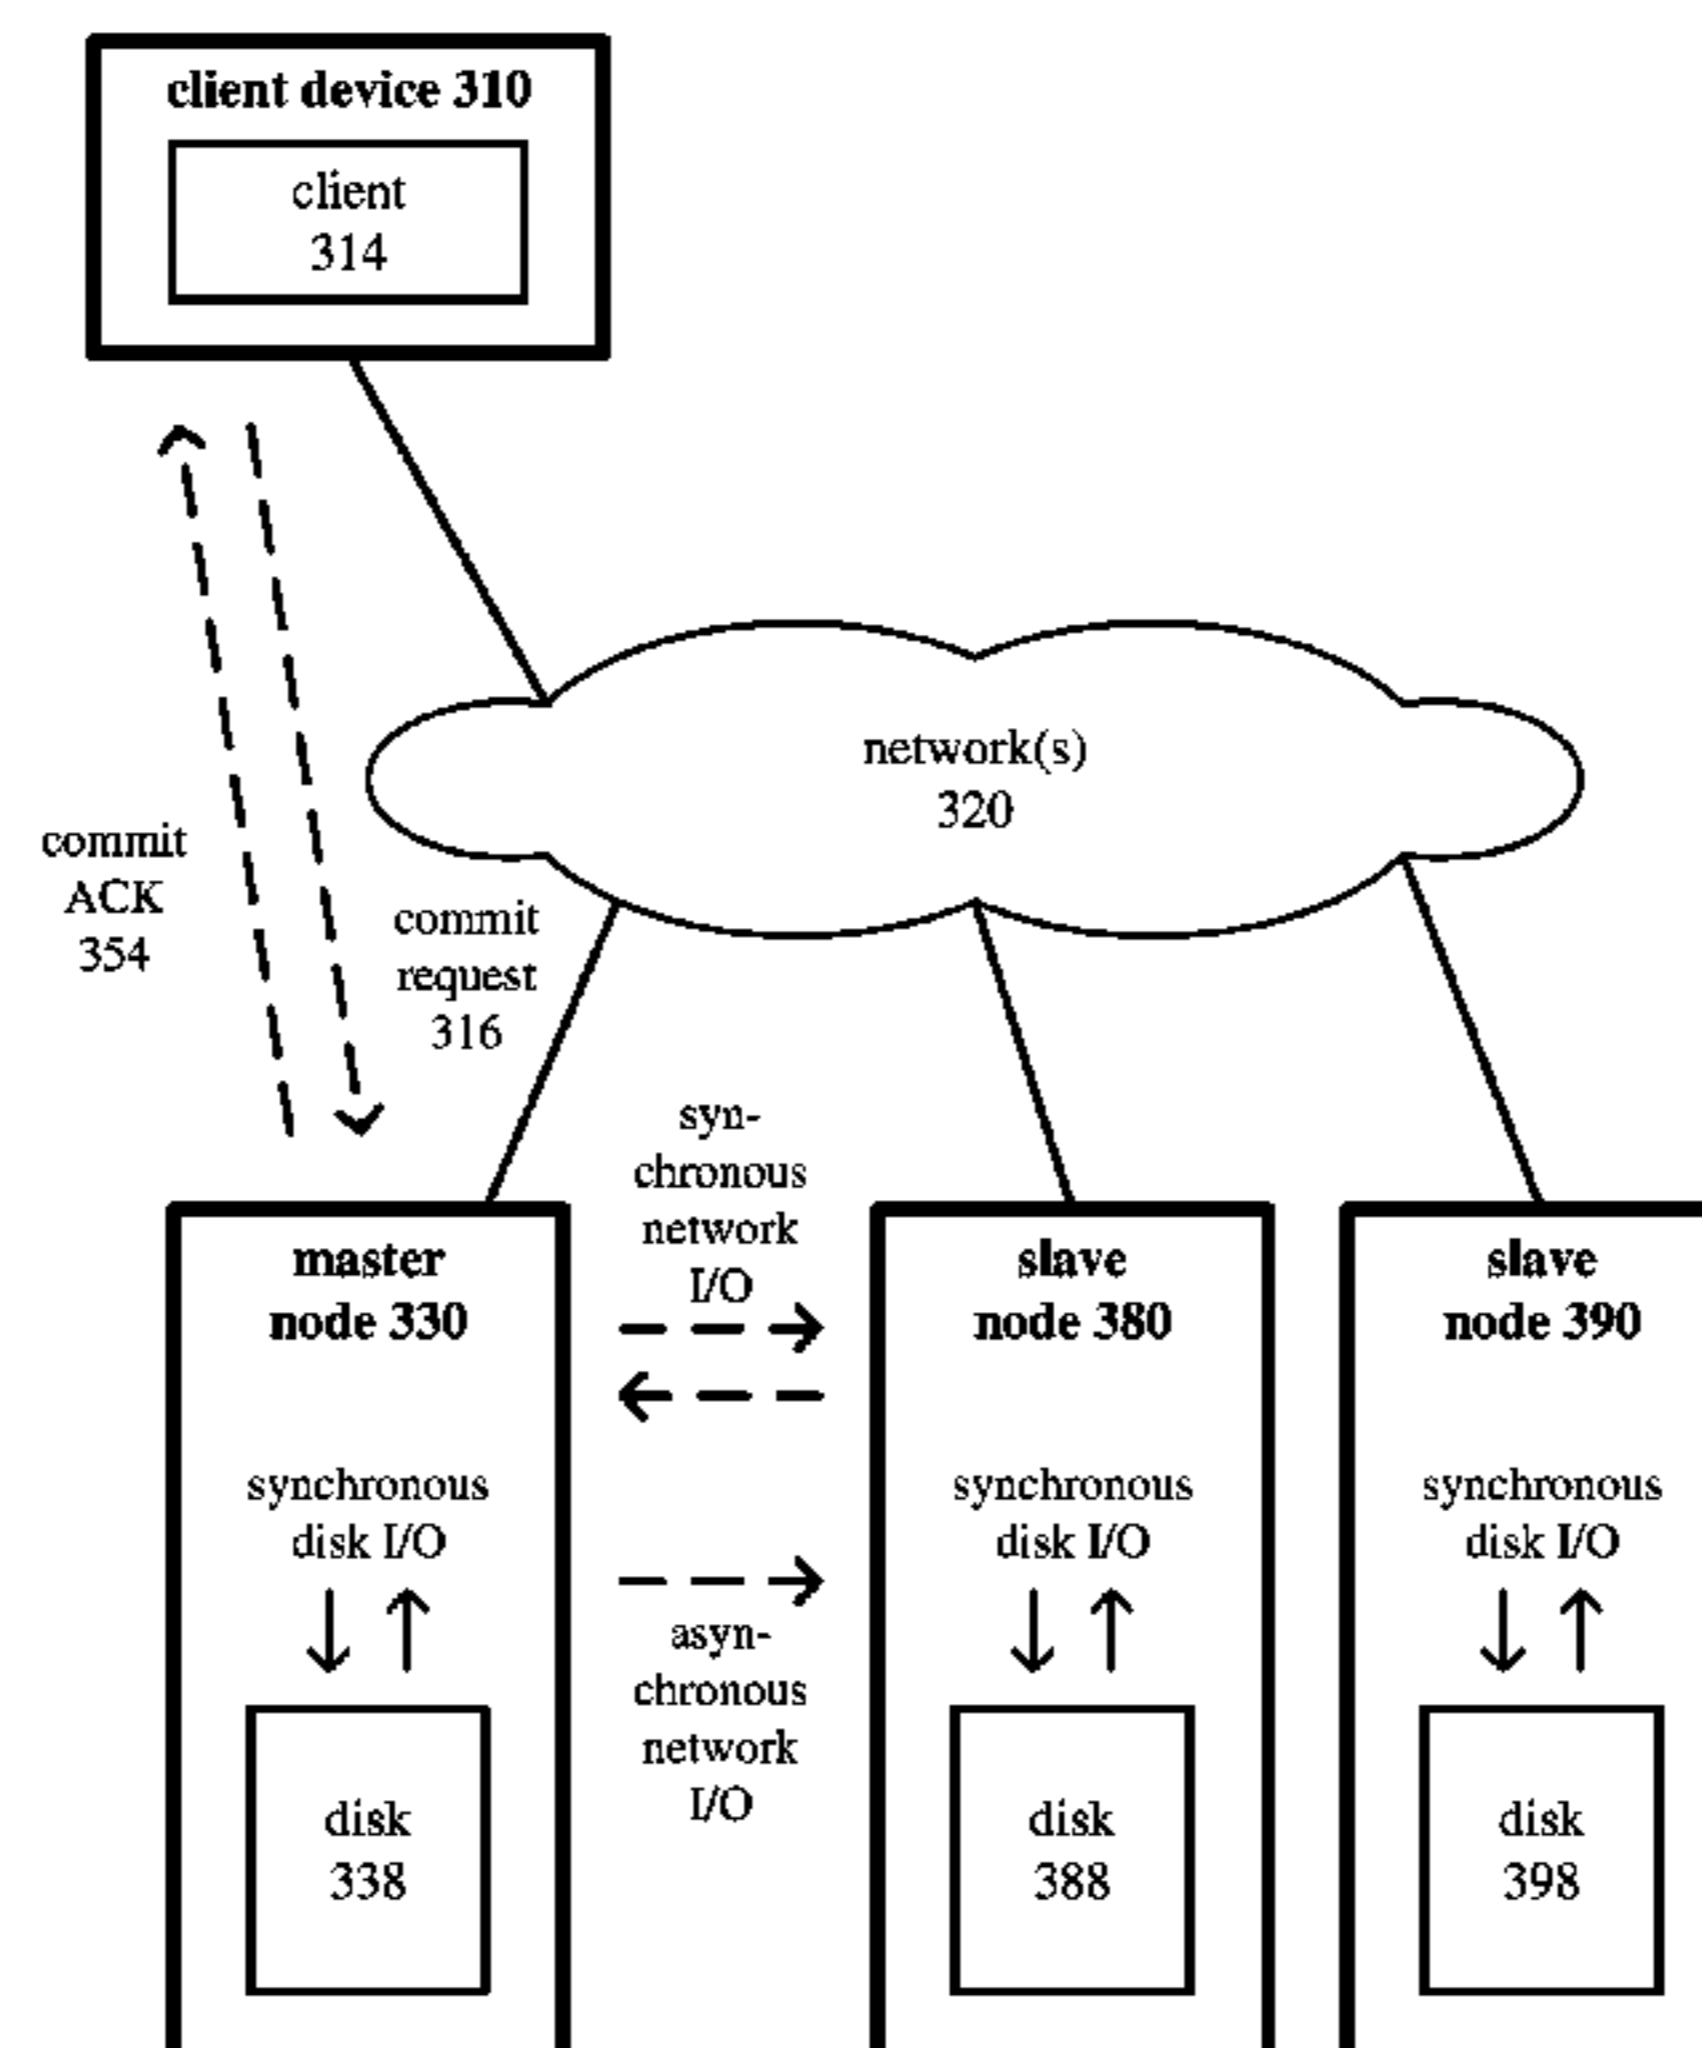 client device 310
client
314
network(s)
320
commit
ACK
354
commit
request
316
syn-
chronous
network
I/O
master
node 330
slave
node 380
slave
node 390
synchronous
disk I/O
synchronous
disk I/O
synchronous
disk I/O
asyn-
chronous
network
I/O
disk
338
disk
388
disk
398